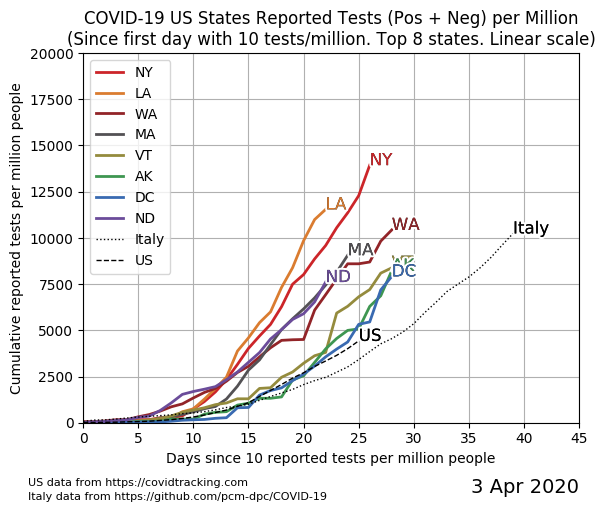 COVID-19 US States Reported Tests (Pos + Neg) per Million
(Since first day with 10 tests/million. Top 8 states. Linear scale)
Cumulative reported tests per million people
20000
17500
15000
12500
10000
7500
5000
2500
0
NY
LA
WA
MA
VT
AK
DC
ND
Italy
US
NY
LA
WA
Italy
MA
AK
DC
ND
US
0 5 10 15 20 25 30 35 40 45
Days since 10 reported tests per million people
US data from https://covidtracking.com
Italy data from https://github.com/pcm-dpc/COVID-19
3 Apr 2020